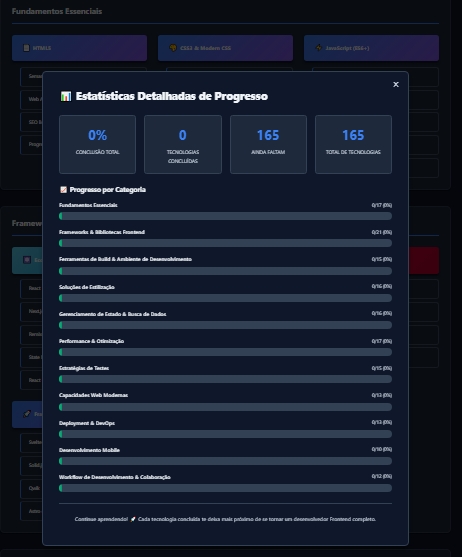 Fundamentos Essenciais
HTML5
CSS3 & Modern CSS
JavaScript (ES6+)
×
Estatísticas Detalhadas de Progresso
0%
CONCLUSÃO TOTAL
0
TECNOLOGIAS
CONCLUÍDAS
165
AINDA FALTAM
165
TOTAL DE TECNOLOGIAS
Progresso por Categoria
Fundamentos Essenciais 0/17 (0%)
Frameworks & Bibliotecas Frontend 0/21 (0%)
Ferramentas de Build & Ambiente de Desenvolvimento 0/15 (0%)
Soluções de Estilização 0/16 (0%)
Gerenciamento de Estado & Busca de Dados 0/16 (0%)
Performance & Otimização 0/17 (0%)
Estratégias de Testes 0/15 (0%)
Capacidades Web Modernas 0/13 (0%)
Deployment & DevOps 0/13 (0%)
Desenvolvimento Mobile 0/10 (0%)
Workflow de Desenvolvimento & Colaboração 0/12 (0%)
Continue aprendendo! 🚀 Cada tecnologia concluída te deixa mais próximo de se tornar um desenvolvedor Frontend completo.